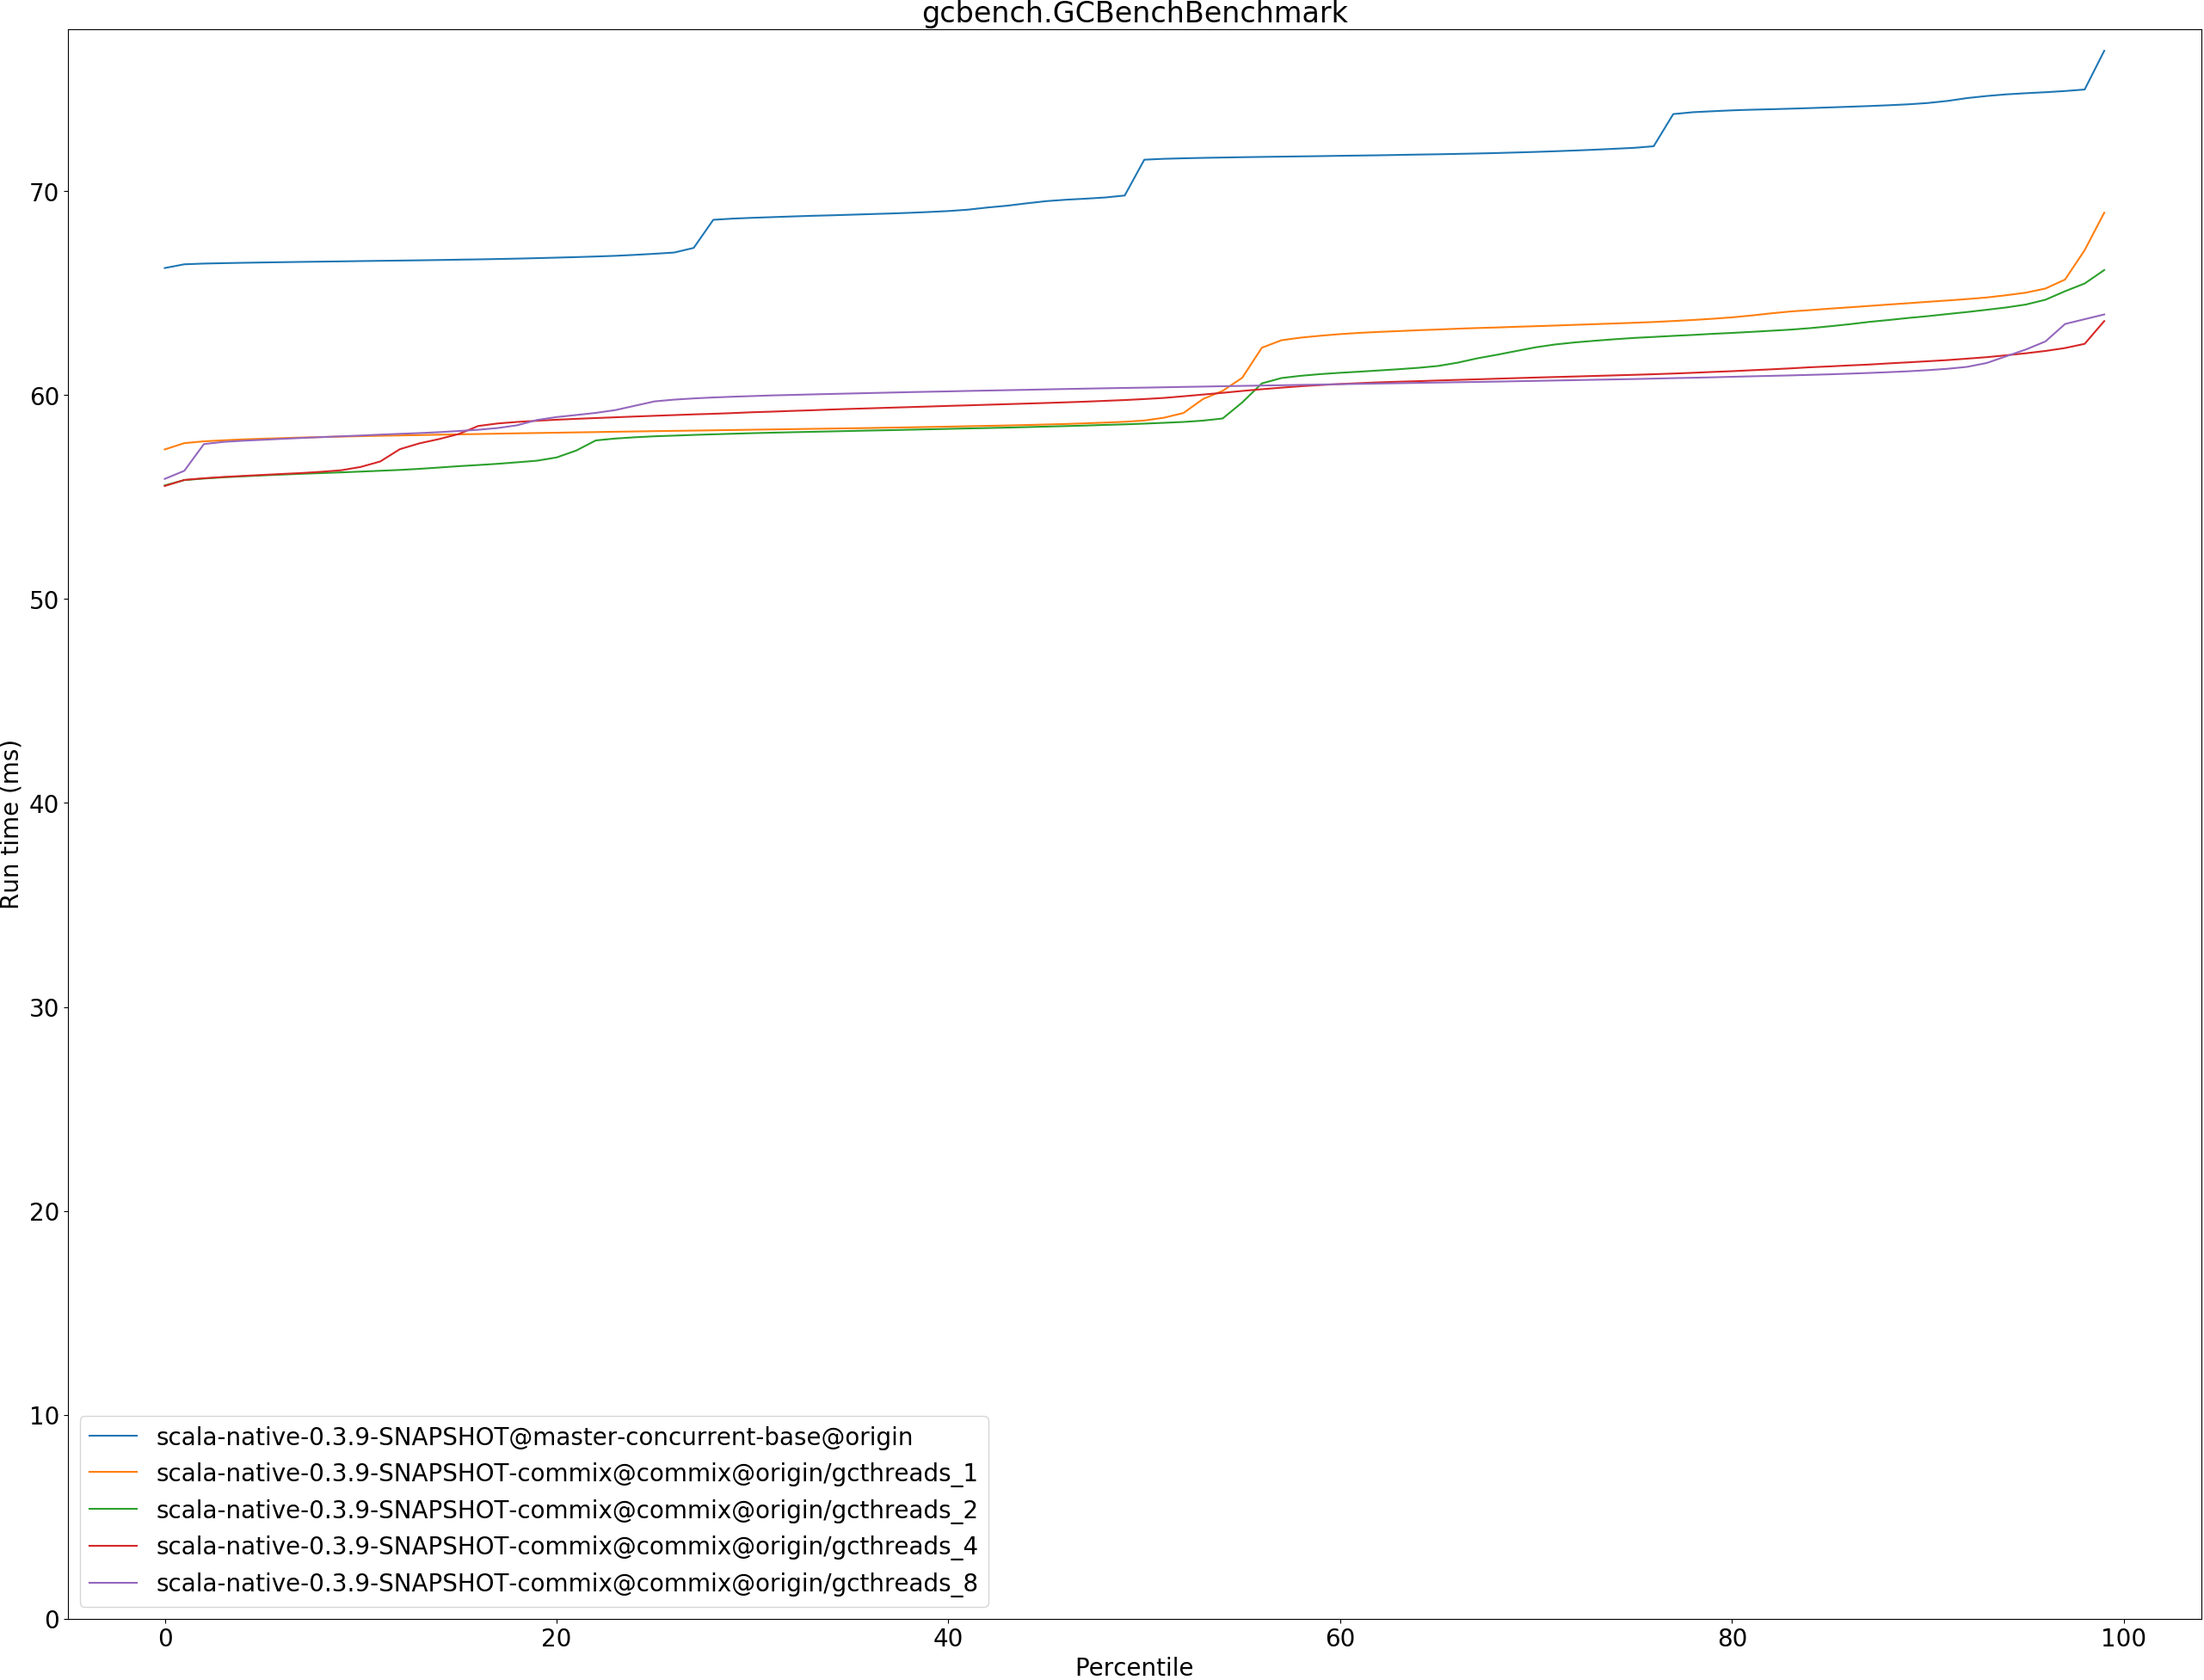 gcbench.GCBenchBenchmark
Run time (ms)
70
60
50
40
30
20
10
0
scala-native-0.3.9-SNAPSHOT@master-concurrent-base@origin
scala-native-0.3.9-SNAPSHOT-commix@commix@origin/gcthreads_1
scala-native-0.3.9-SNAPSHOT-commix@commix@origin/gcthreads_2
scala-native-0.3.9-SNAPSHOT-commix@commix@origin/gcthreads_4
scala-native-0.3.9-SNAPSHOT-commix@commix@origin/gcthreads_8
0 20 40 60 80 100
Percentile